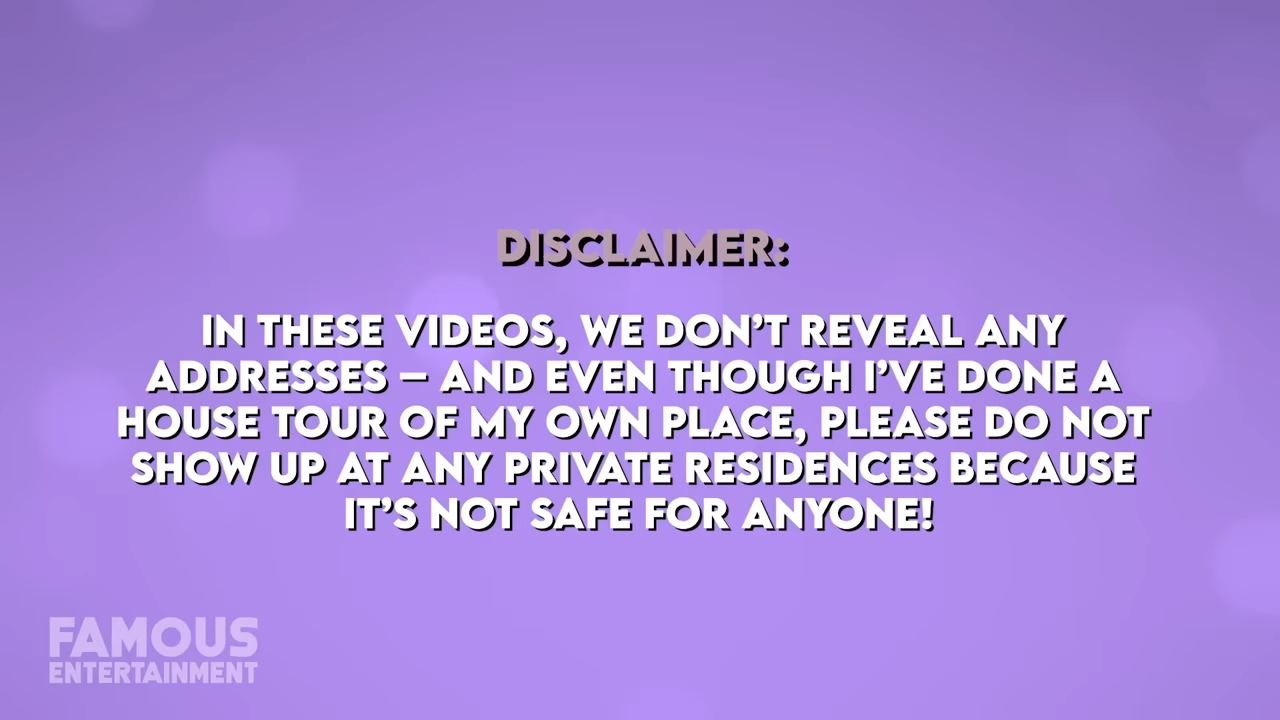 DISCLAIMER:
IN THESE VIDEOS, WE DON’T REVEAL ANY
ADDRESSES – AND EVEN THOUGH I’VE DONE A
HOUSE TOUR OF MY OWN PLACE, PLEASE DO NOT
SHOW UP AT ANY PRIVATE RESIDENCES BECAUSE
IT’S NOT SAFE FOR ANYONE!
FAMOUS
ENTERTAINMENT